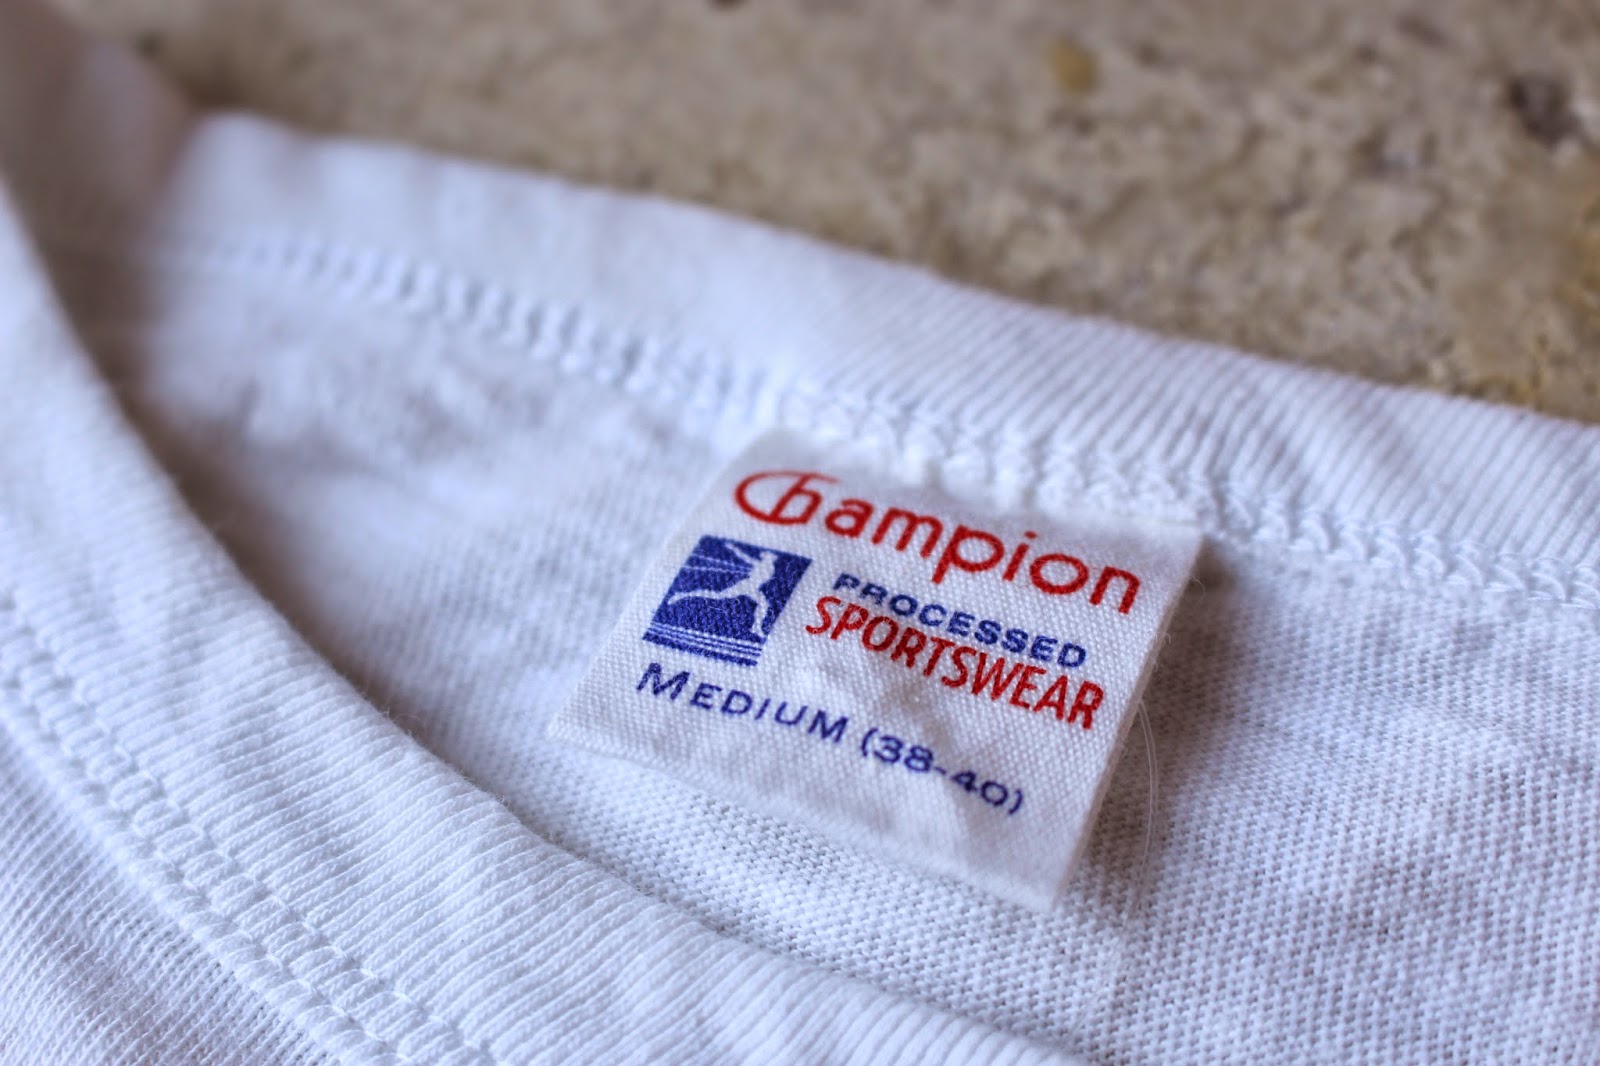 Champion
PROCESSED
SPORTSWEAR
MEDIUM (38-40)